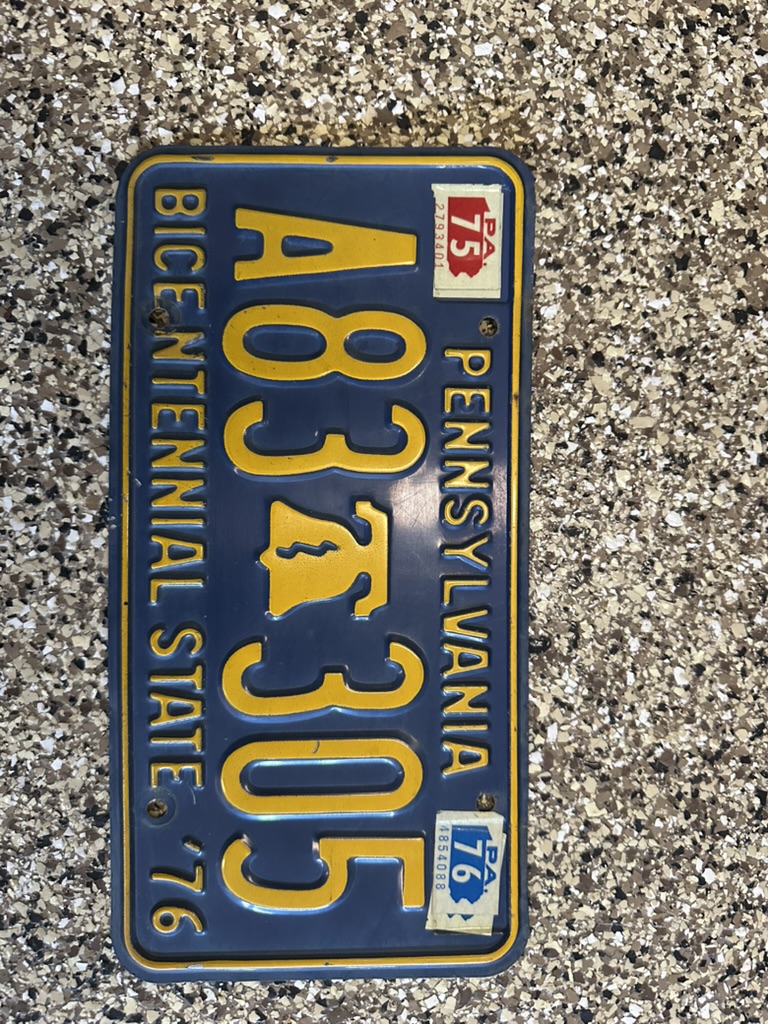 PA. 75
2793401
PENNSYLVANIA
PA. 76
4854088
A83 305
BICENTENNIAL STATE '76